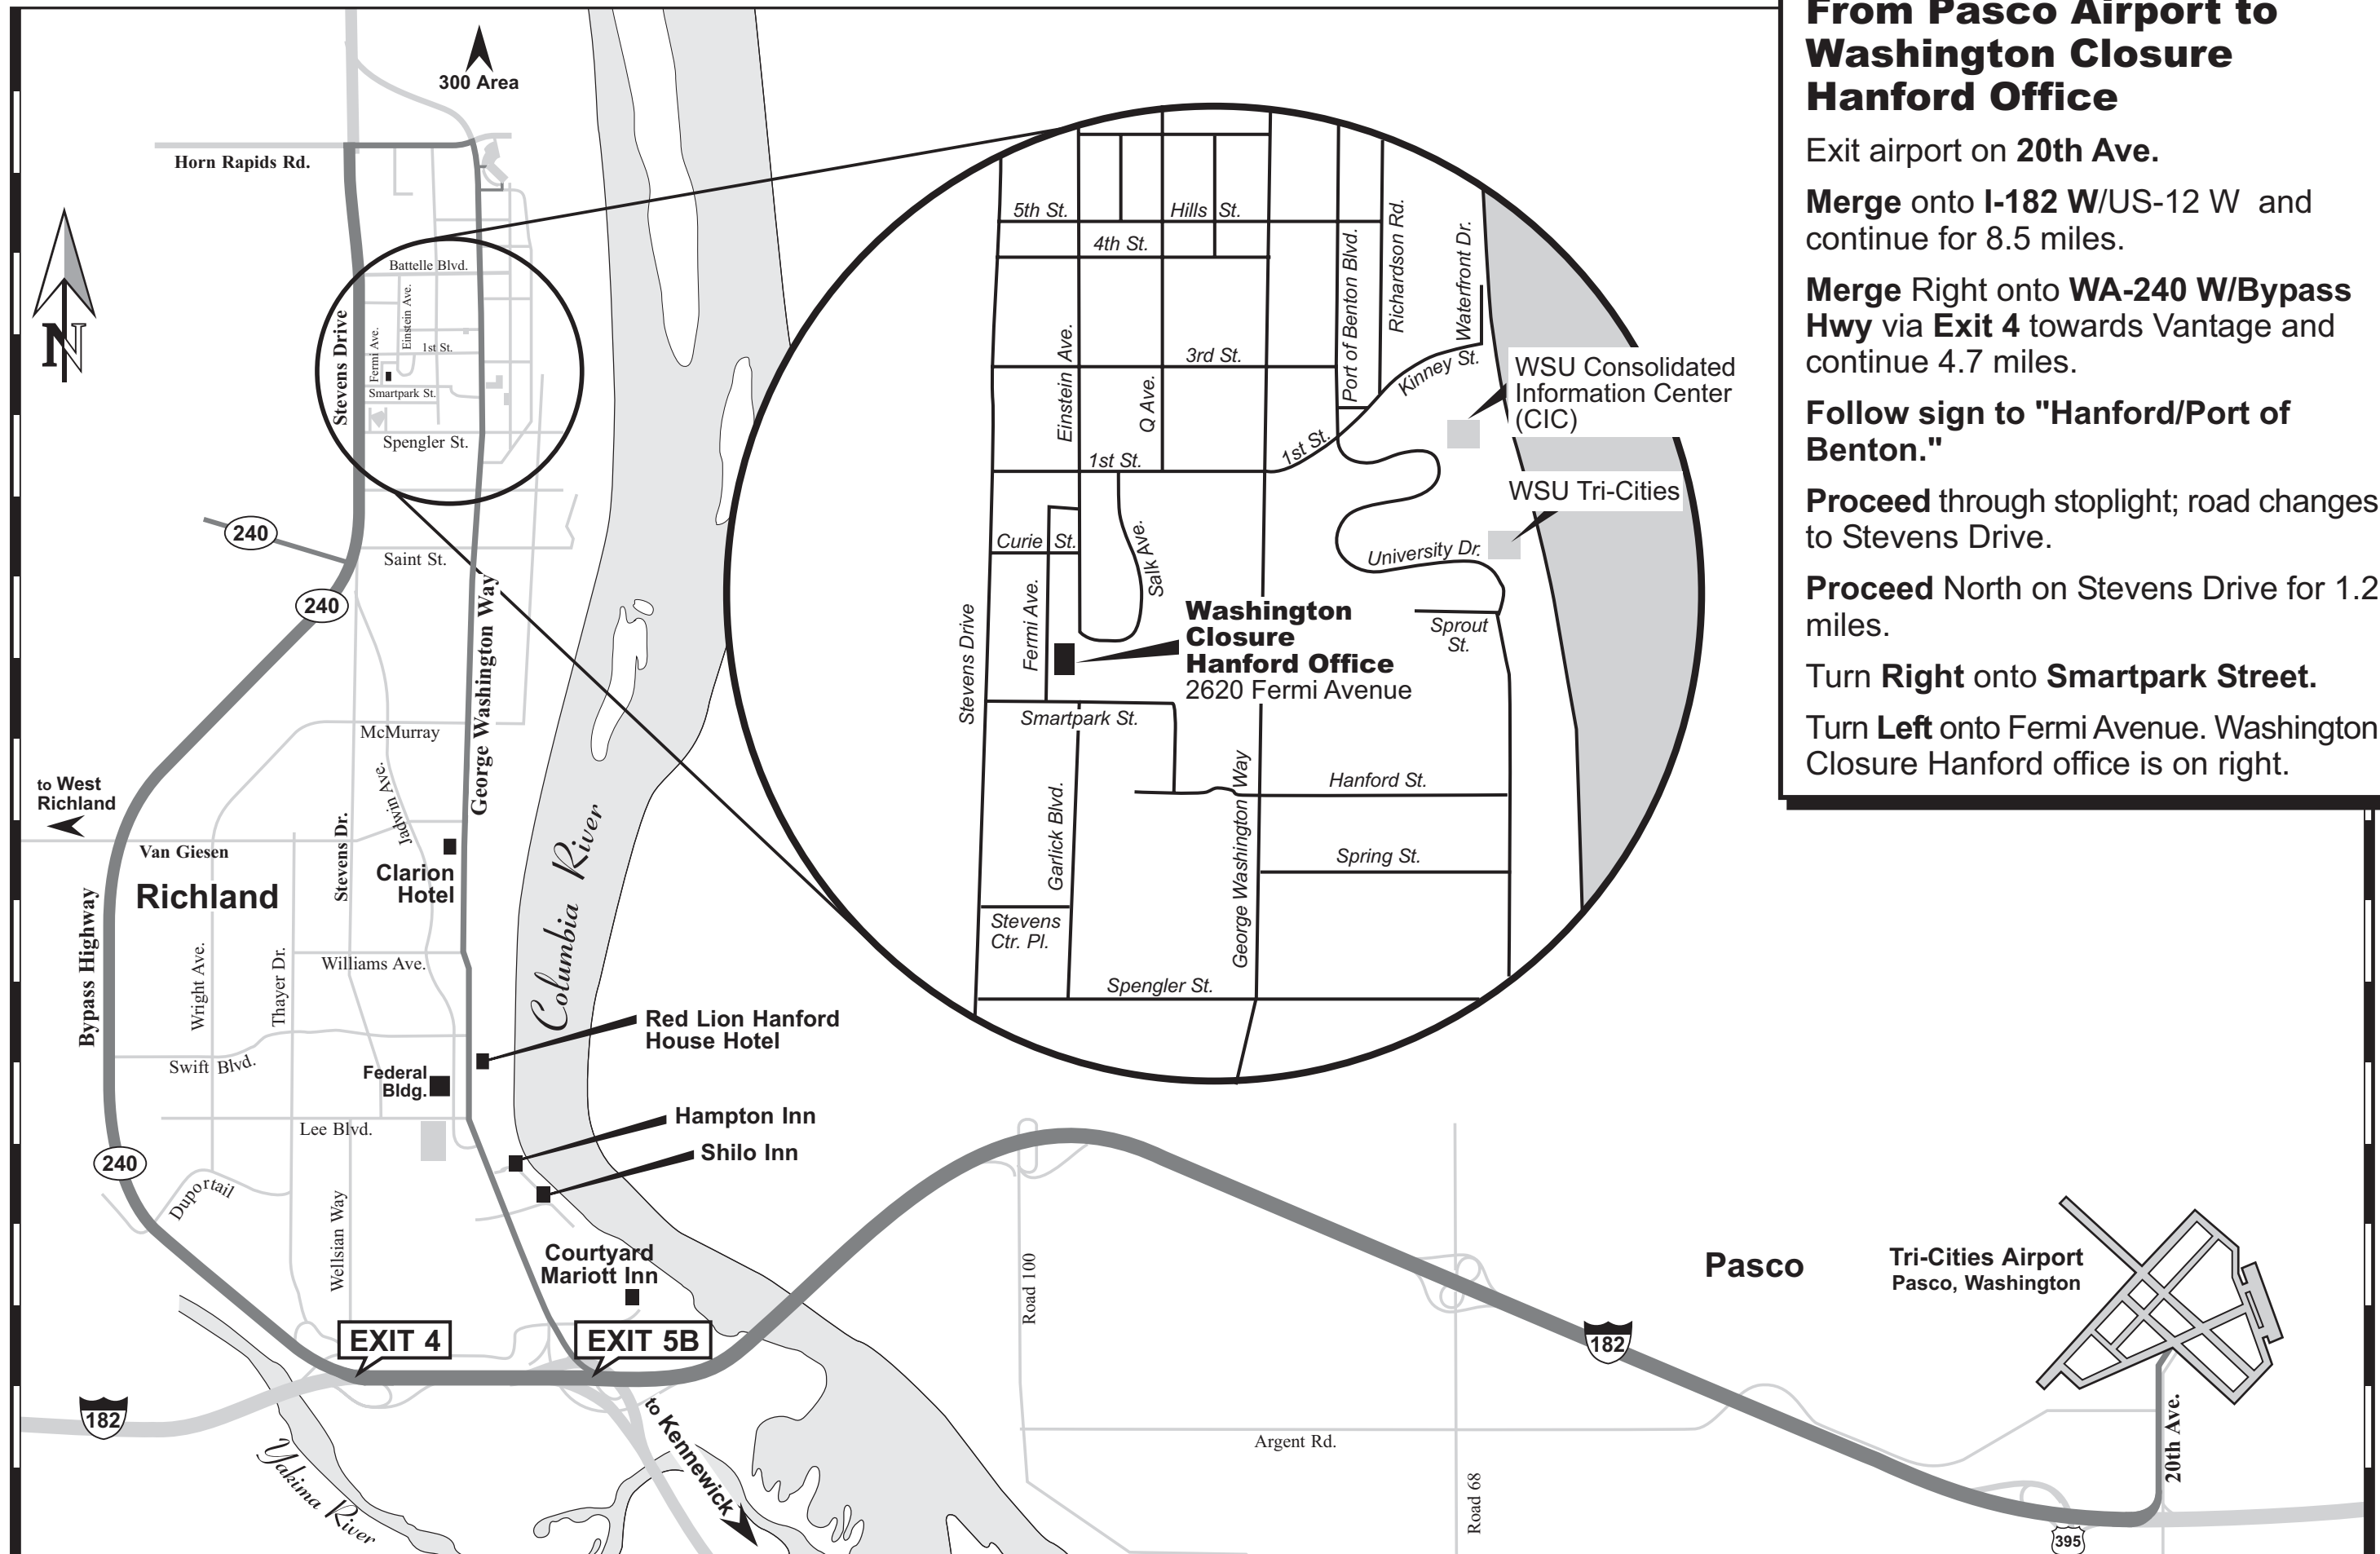 From Pasco Airport to
Washington Closure
Hanford Office
Exit airport on 20th Ave.
Merge onto I-182 W/US-12 W and
continue for 8.5 miles.
Merge Right onto WA-240 W/Bypass
Hwy via Exit 4 towards Vantage and
continue 4.7 miles.
Follow sign to "Hanford/Port of
Benton."
Proceed through stoplight; road changes
to Stevens Drive.
Proceed North on Stevens Drive for 1.2
miles.
Turn Right onto Smartpark Street.
Turn Left onto Fermi Avenue. Washington
Closure Hanford office is on right.
300 Area
Horn Rapids Rd.
N
Battelle Blvd.
Stevens Drive
Fermi Ave.
Einstein Ave.
1st St.
Smartpark St.
Spengler St.
240
Saint St.
240
George Washington Way
McMurray
to West
Richland
Jadwin Ave.
Van Giesen
Stevens Dr.
Clarion
Hotel
Richland
Bypass Highway
Wright Ave.
Thayer Dr.
Williams Ave.
Columbia River
Red Lion Hanford
House Hotel
Swift Blvd.
Federal
Bldg.
Hampton Inn
Lee Blvd.
Shilo Inn
240
Duportail
Wellsian Way
Courtyard
Mariott Inn
EXIT 4
EXIT 5B
182
to Kennewick
Yakima River
5th St.
Hills St.
4th St.
Port of Benton Blvd.
Richardson Rd.
Waterfront Dr.
Einstein Ave.
Q Ave.
3rd St.
Kinney St.
WSU Consolidated
Information Center
(CIC)
1st St.
1st St.
WSU Tri-Cities
Curie St.
Salk Ave.
University Dr.
Fermi Ave.
Stevens Drive
Washington
Closure
Hanford Office
2620 Fermi Avenue
Sprout
St.
Smartpark St.
Garlick Blvd.
George Washington Way
Hanford St.
Spring St.
Stevens
Ctr. Pl.
Spengler St.
Road 100
Pasco
Tri-Cities Airport
Pasco, Washington
182
Argent Rd.
Road 68
20th Ave.
395